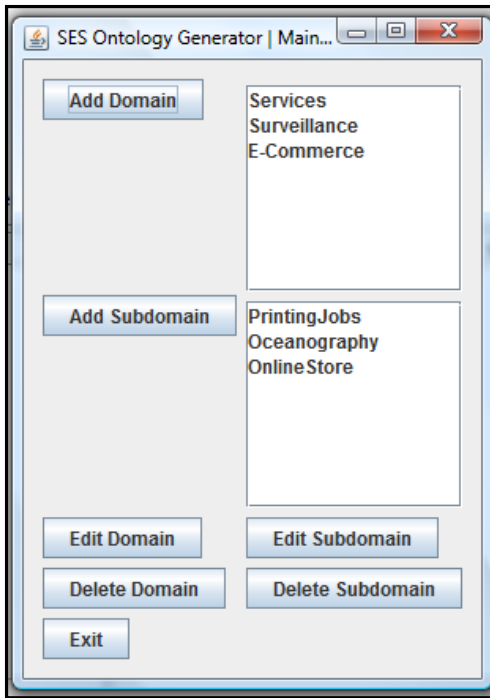 SES Ontology Generator | Main...
Add Domain
Services
Surveillance
E-Commerce
Add Subdomain
PrintingJobs
Oceanography
OnlineStore
Edit Domain
Edit Subdomain
Delete Domain
Delete Subdomain
Exit